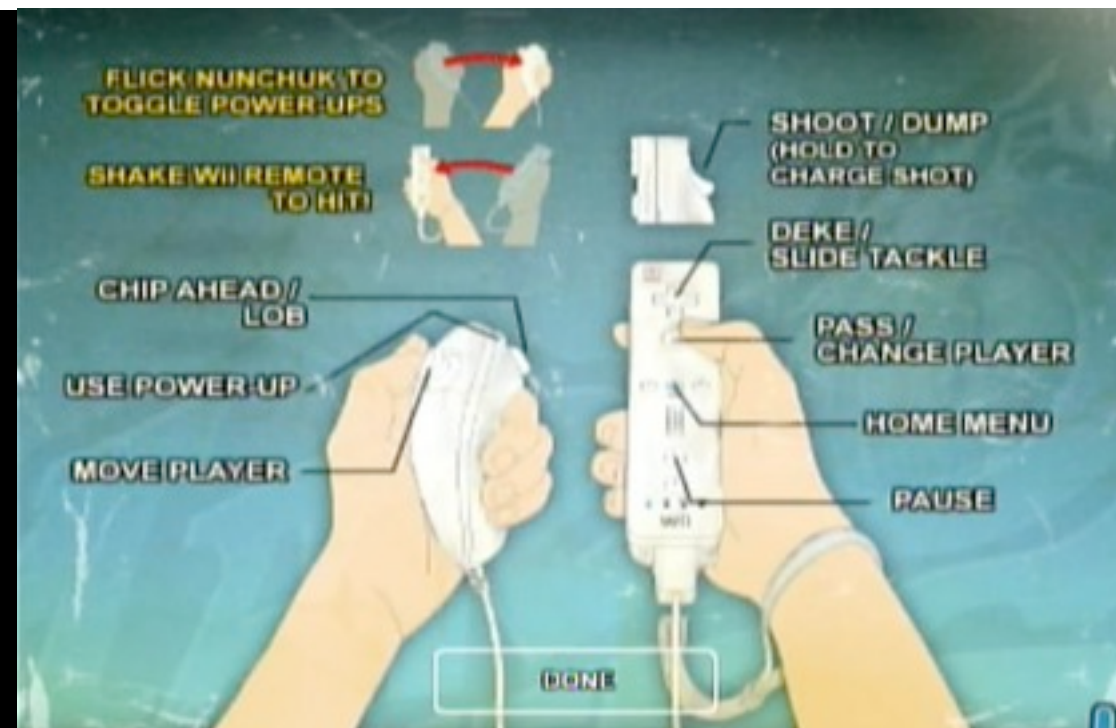 FLICK NUNCHUK TO
TOGGLE POWER-UPS
SHAKE Wii REMOTE
TO HIT!
CHIP AHEAD /
LOB
USE POWER-UP
MOVE PLAYER
SHOOT / DUMP
(HOLD TO
CHARGE SHOT)
DEKE /
SLIDE TACKLE
PASS /
CHANGE PLAYER
HOME MENU
PAUSE
Wii
DONE